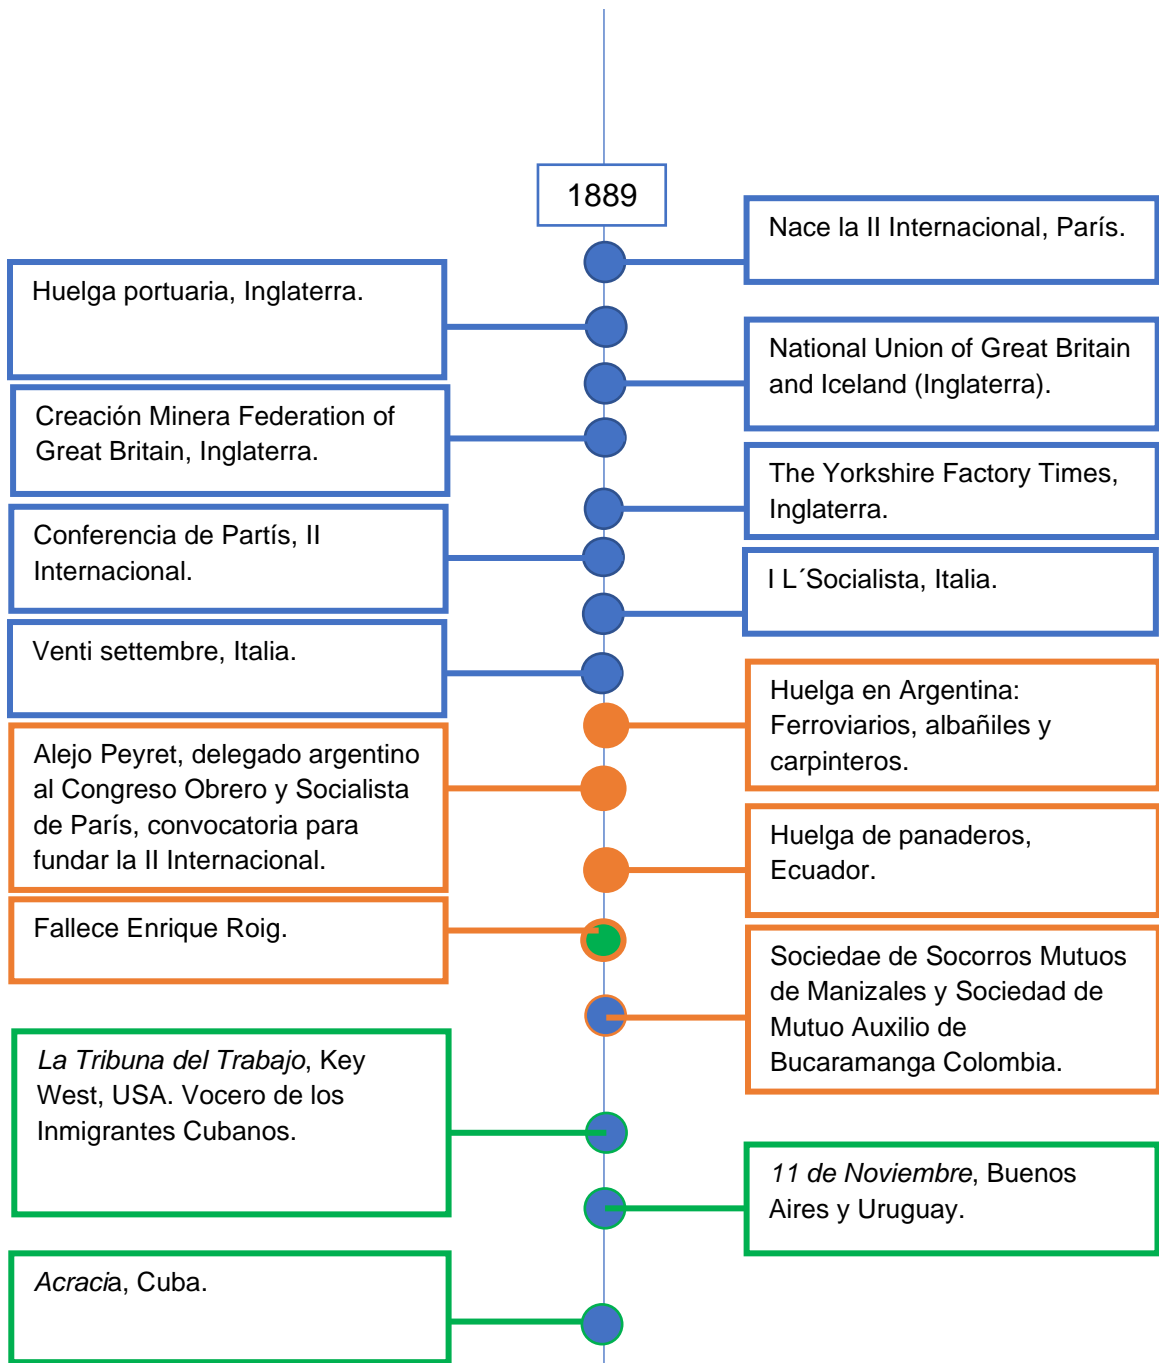 1889
Nace la II Internacional, París.
Huelga portuaria, Inglaterra.
National Union of Great Britain
and Iceland (Inglaterra).
Creación Minera Federation of
Great Britain, Inglaterra.
The Yorkshire Factory Times,
Inglaterra.
Conferencia de Partís, II
Internacional.
I L´Socialista, Italia.
Venti settembre, Italia.
Huelga en Argentina:
Ferroviarios, albañiles y
carpinteros.
Alejo Peyret, delegado argentino
al Congreso Obrero y Socialista
de París, convocatoria para
fundar la II Internacional.
Huelga de panaderos,
Ecuador.
Fallece Enrique Roig.
Sociedae de Socorros Mutuos
de Manizales y Sociedad de
Mutuo Auxilio de
Bucaramanga Colombia.
La Tribuna del Trabajo, Key
West, USA. Vocero de los
Inmigrantes Cubanos.
11 de Noviembre, Buenos
Aires y Uruguay.
Acracia, Cuba.